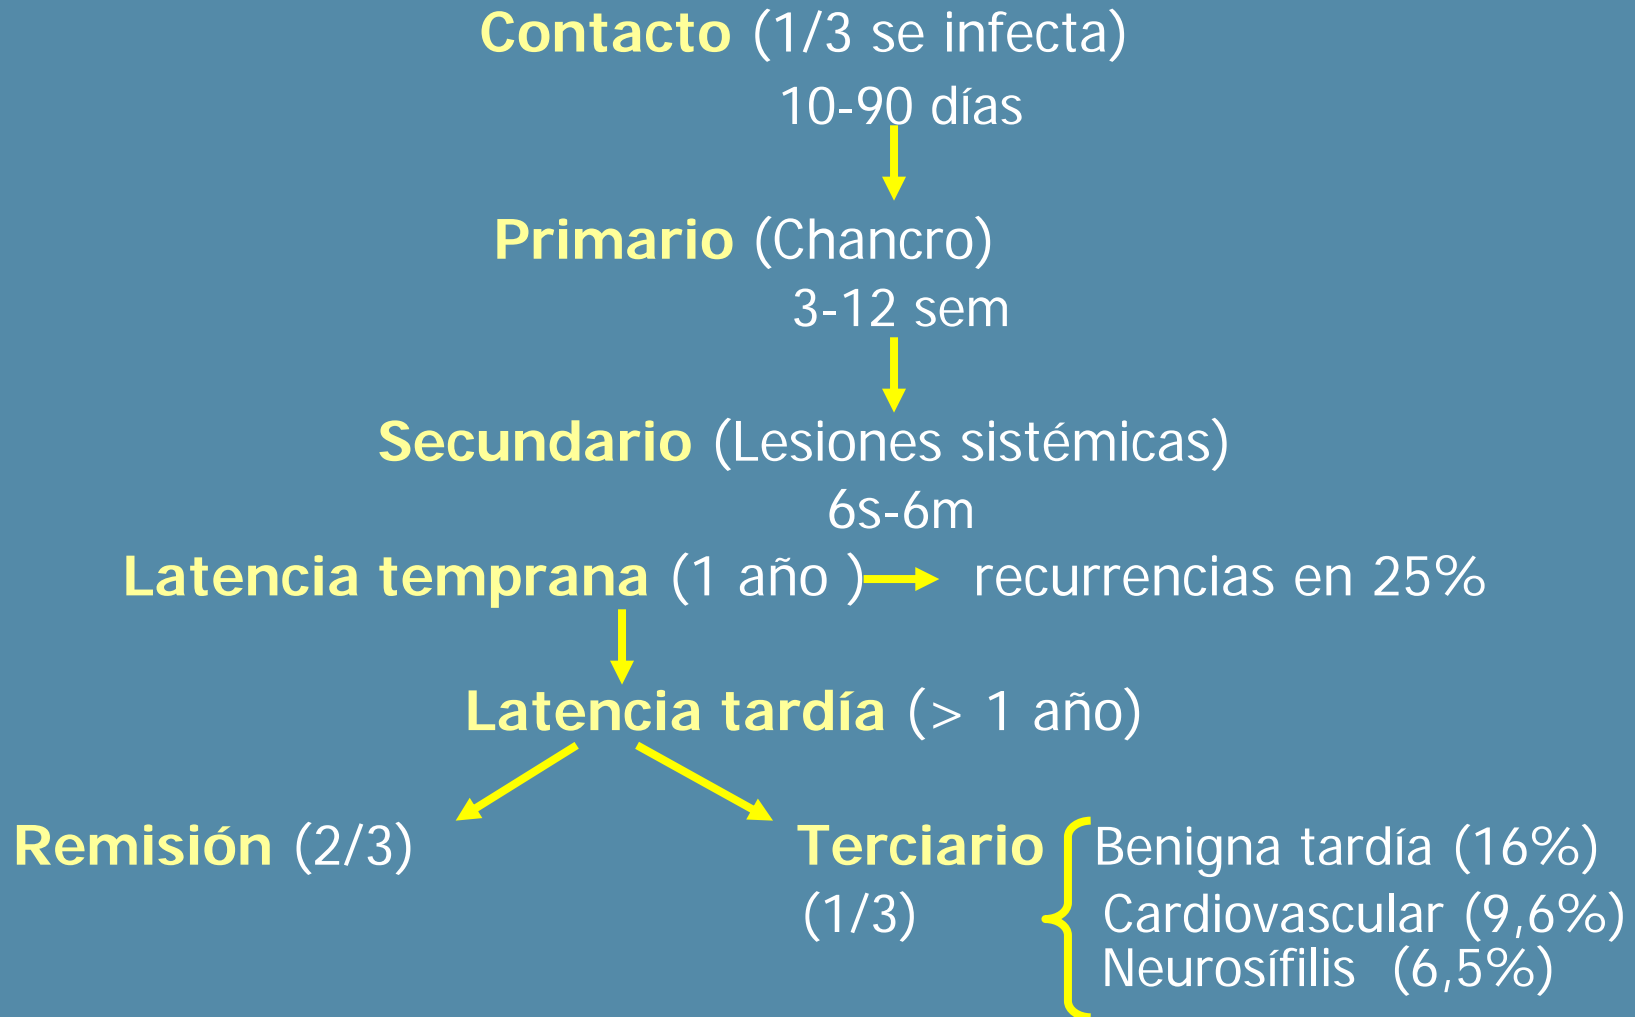 Contacto (1/3 se infecta)
10-90 días
Primario (Chancro)
3-12 sem
Secundario (Lesiones sistémicas)
6s-6m
Latencia temprana (1 año ) recurrencias en 25%
Latencia tardía (> 1 año)
Remisión (2/3) Terciario Benigna tardía (16%)
(1/3) Cardiovascular (9,6%)
Neurosífilis (6,5%)